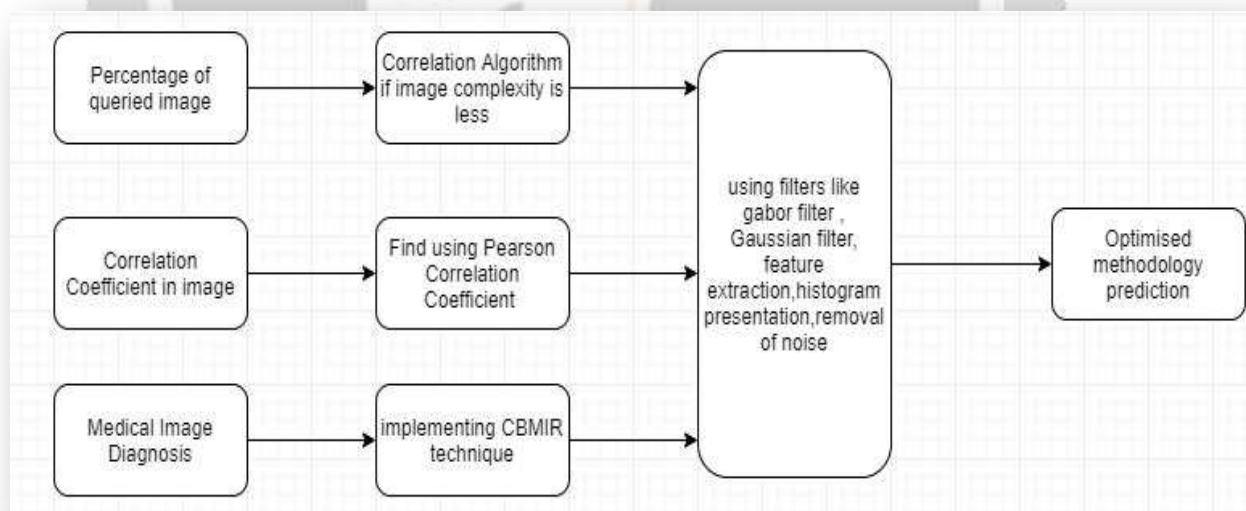 Percentage of
queried image
Correlation Algorithm
if image complexity is
less
Correlation
Coefficient in image
Find using Pearson
Correlation
Coefficient
Medical Image
Diagnosis
implementing CBMIR
technique
using filters like
gabor filter ,
Gaussian filter,
feature
extraction,histogram
presentation,removal
of noise
Optimised
methodology
prediction